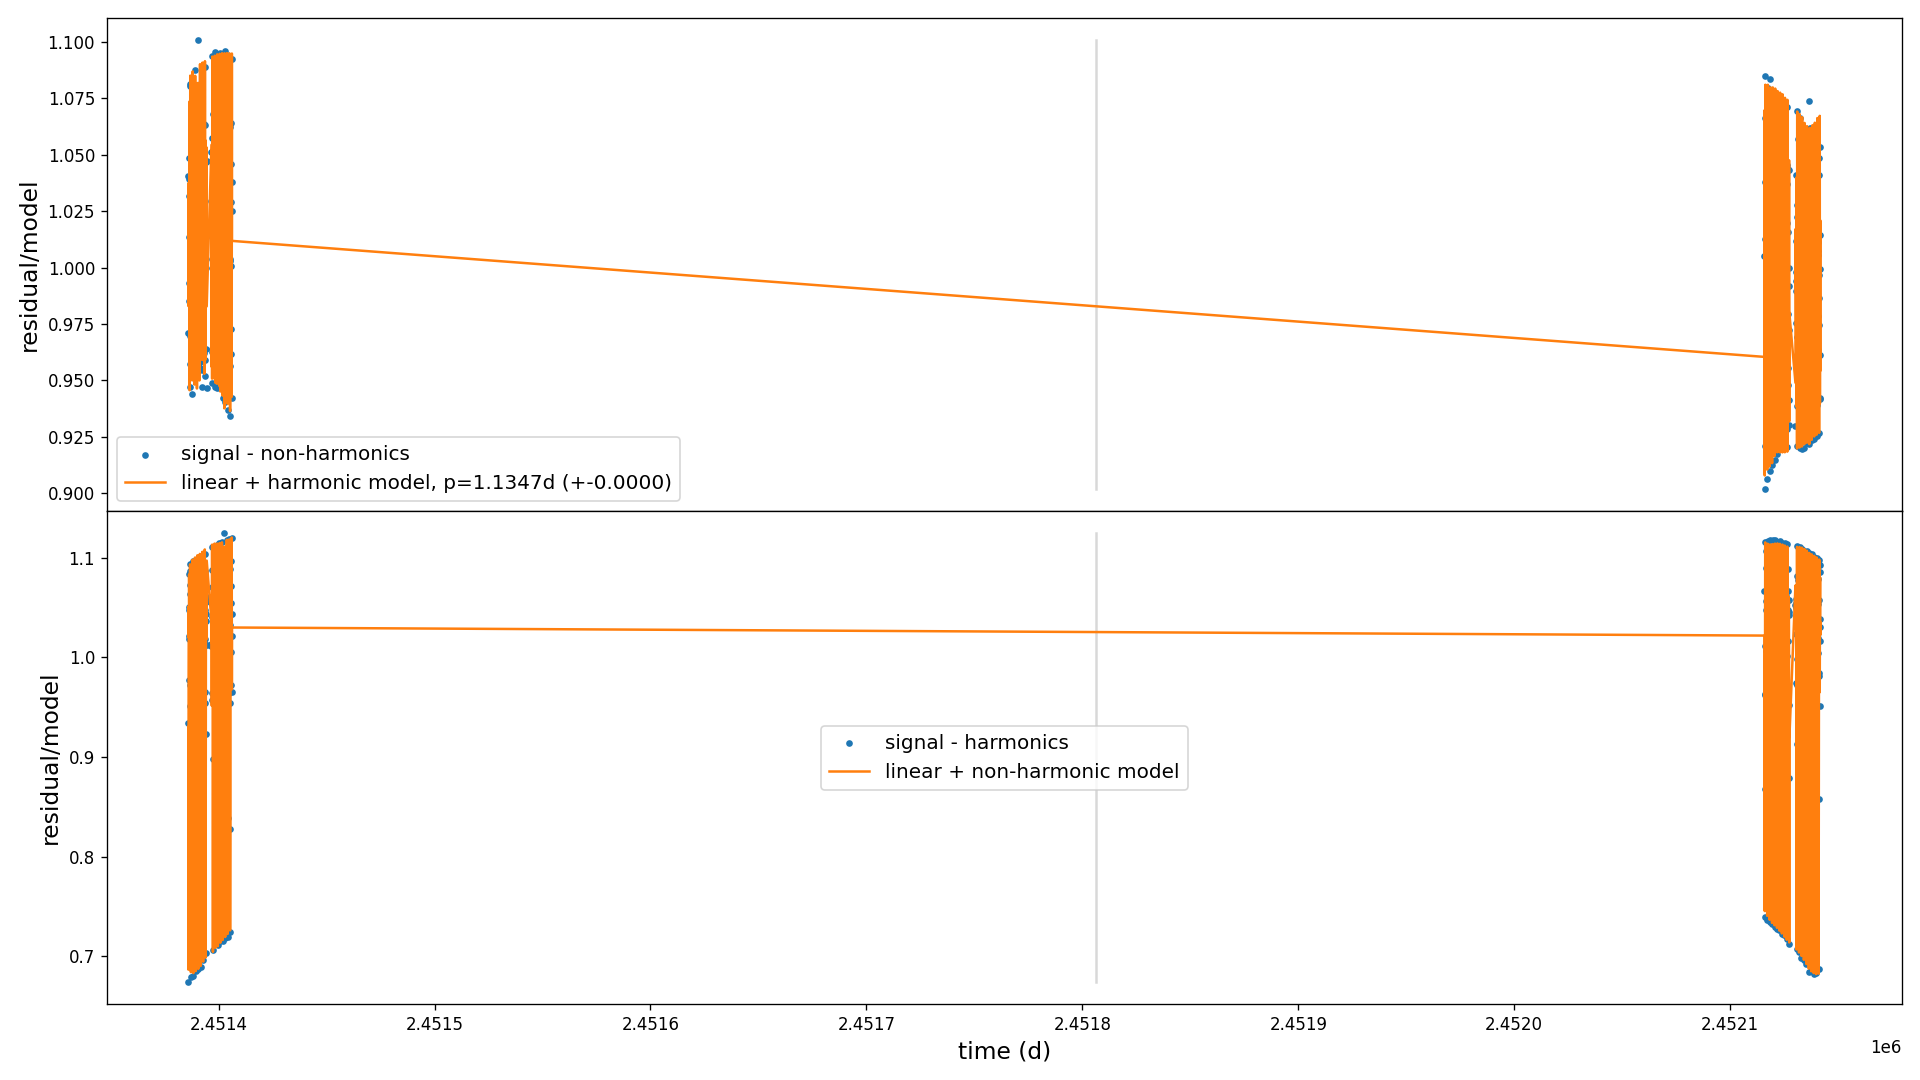 1.100
1.075
1.050
1.025
1.000
0.975
0.950
0.925
0.900
residual/model
signal - non-harmonics
linear + harmonic model, p=1.1347d (+-0.0000)
1.1
1.0
0.9
0.8
0.7
residual/model
signal - harmonics
linear + non-harmonic model
2.4514 2.4515 2.4516 2.4517 2.4518 2.4519 2.4520 2.4521
1e6
time (d)